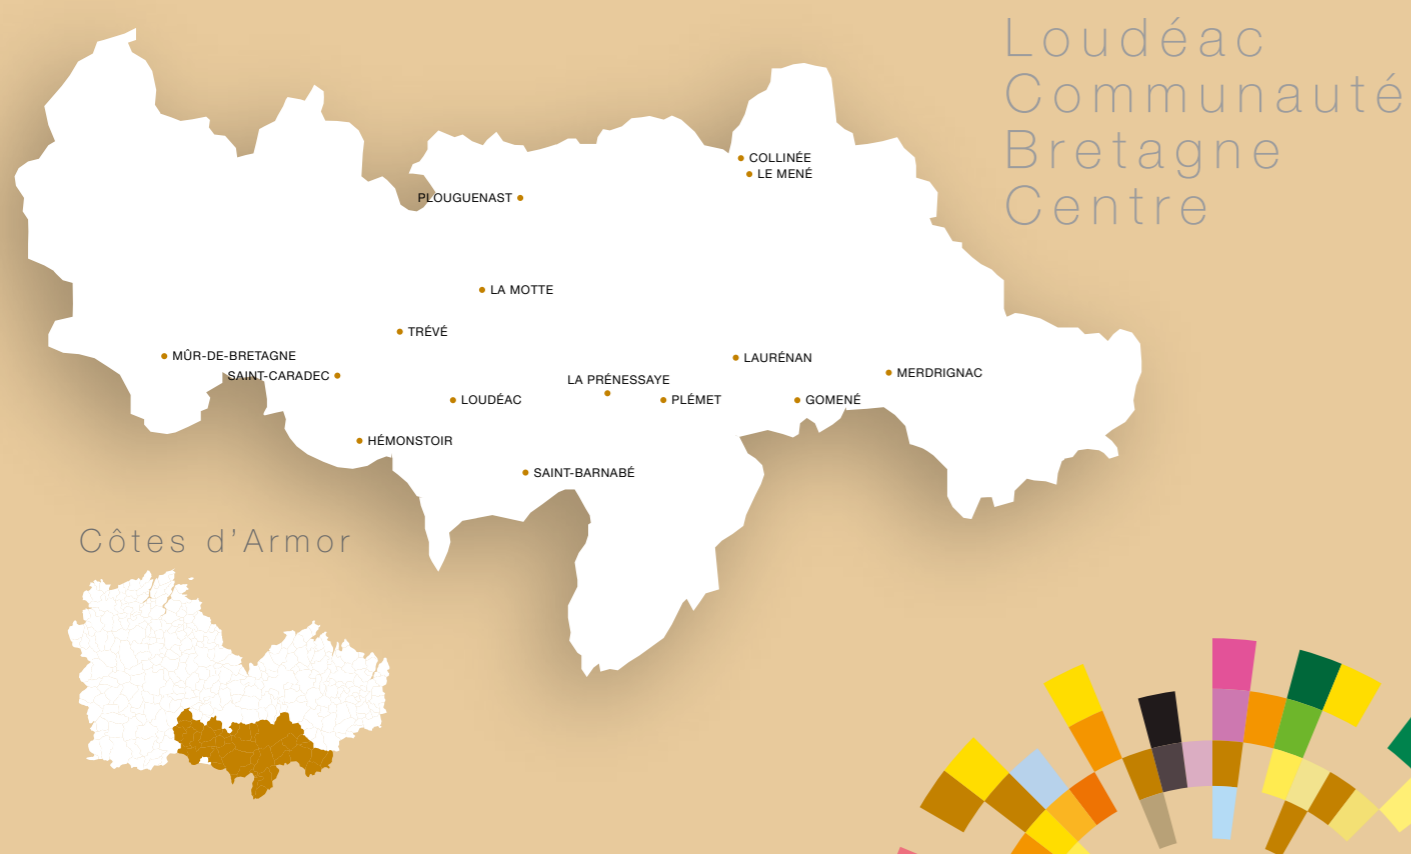 Loudéac
Communauté
Bretagne
Centre
COLLINÉE
LE MENÉ
PLOUGUENAST
LA MOTTE
TRÉVÉ
MÛR-DE-BRETAGNE
SAINT-CARADEC
LAURÉNAN
MERDRIGNAC
LA PRÉNESSAYE
LOUDÉAC
PLÉMET
GOMENÉ
HÉMONSTOIR
SAINT-BARNABÉ
Côtes d'Armor